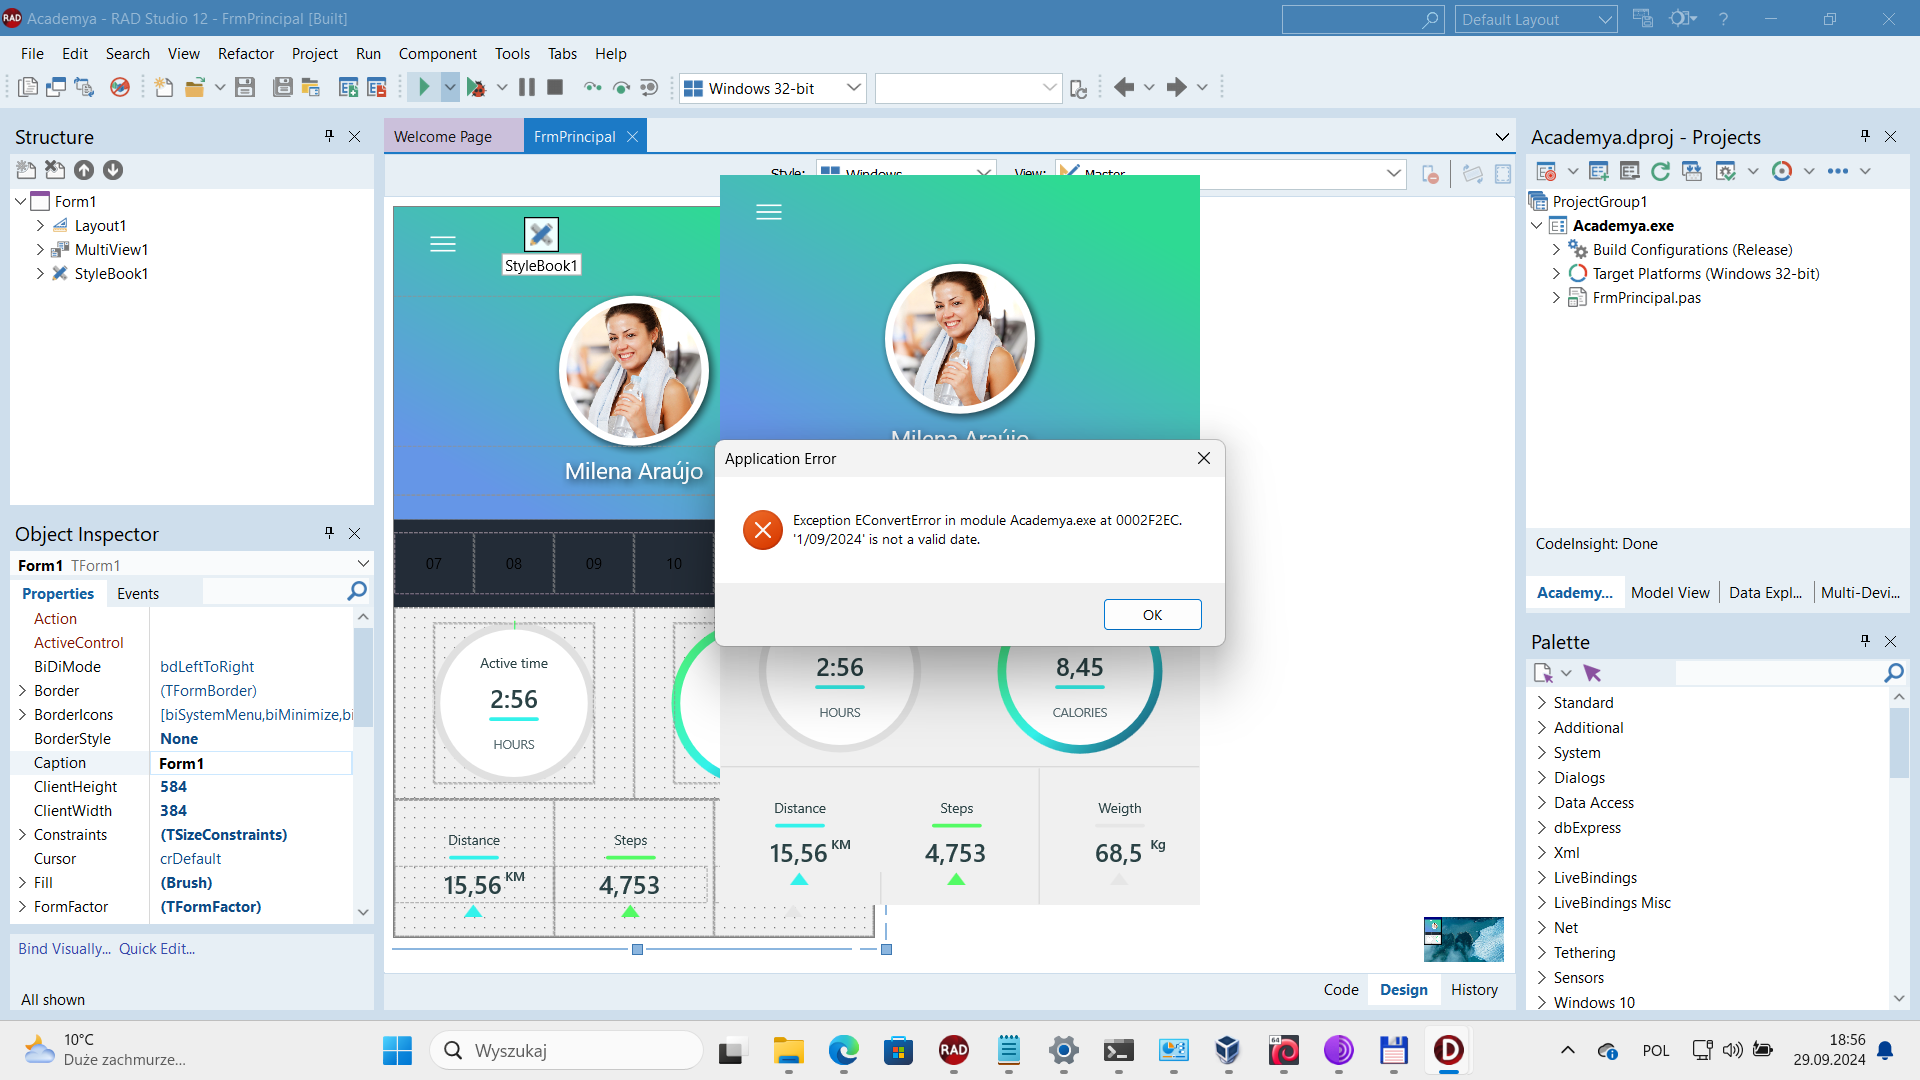 Academya - RAD Studio 12 - FrmPrincipal [Built]
Default Layout
File Edit Search View Refactor Project Run Component Tools Tabs Help
Windows 32-bit
Structure
Form1
Layout1
MultiView1
StyleBook1
Object Inspector
Form1 TForm1
Properties Events
Action
ActiveControl
BiDiMode bdLeftToRight
Border (TFormBorder)
BorderIcons [biSystemMenu,biMinimize,bi
BorderStyle None
Caption Form1
ClientHeight 584
ClientWidth 384
Constraints (TSizeConstraints)
Cursor crDefault
Fill (Brush)
FormFactor (TFormFactor)
Bind Visually... Quick Edit...
All shown
Welcome Page FrmPrincipal
Style: Windows View: Master
StyleBook1
Milena Araújo
07 08 09 10
Active time
2:56
HOURS
Distance
15,56 KM
Steps
4,753
Milena Araújo
Application Error
Exception EConvertError in module Academya.exe at 0002F2EC.
'1/09/2024' is not a valid date.
OK
2:56
HOURS
8,45
CALORIES
Distance
15,56 KM
Steps
4,753
Weigth
68,5 Kg
Code Design History
Academya.dproj - Projects
ProjectGroup1
Academya.exe
Build Configurations (Release)
Target Platforms (Windows 32-bit)
FrmPrincipal.pas
CodeInsight: Done
Academy... Model View Data Expl... Multi-Devi...
Palette
Standard
Additional
System
Dialogs
Data Access
dbExpress
Xml
LiveBindings
LiveBindings Misc
Net
Tethering
Sensors
Windows 10
10°C
Duże zachmurze...
Wyszukaj
RAD
64
POL
18:56
29.09.2024